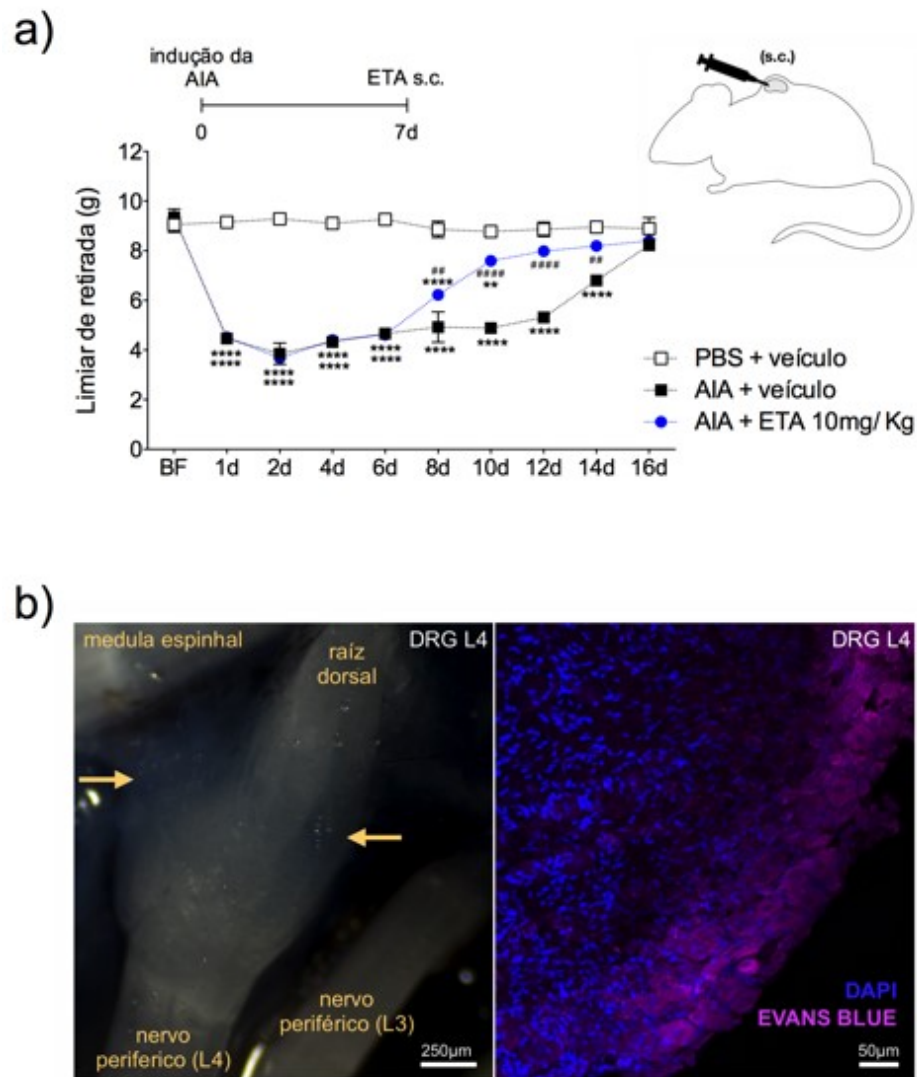 a)
indução da
AIA
ETA s.c.
0
7d
(s.c.)
Limiar de retirada (g)
12
10
8
6
4
2
0
##
****
####
**
####
##
****
****
****
****
****
****
****
****
****
****
****
****
BF 1d 2d 4d 6d 8d 10d 12d 14d 16d
PBS + veículo
AIA + veículo
AIA + ETA 10mg/Kg
b)
medula espinhal
DRG L4
raíz
dorsal
nervo
periferico (L4)
nervo
periférico (L3)
250µm
DRG L4
DAPI
EVANS BLUE
50µm